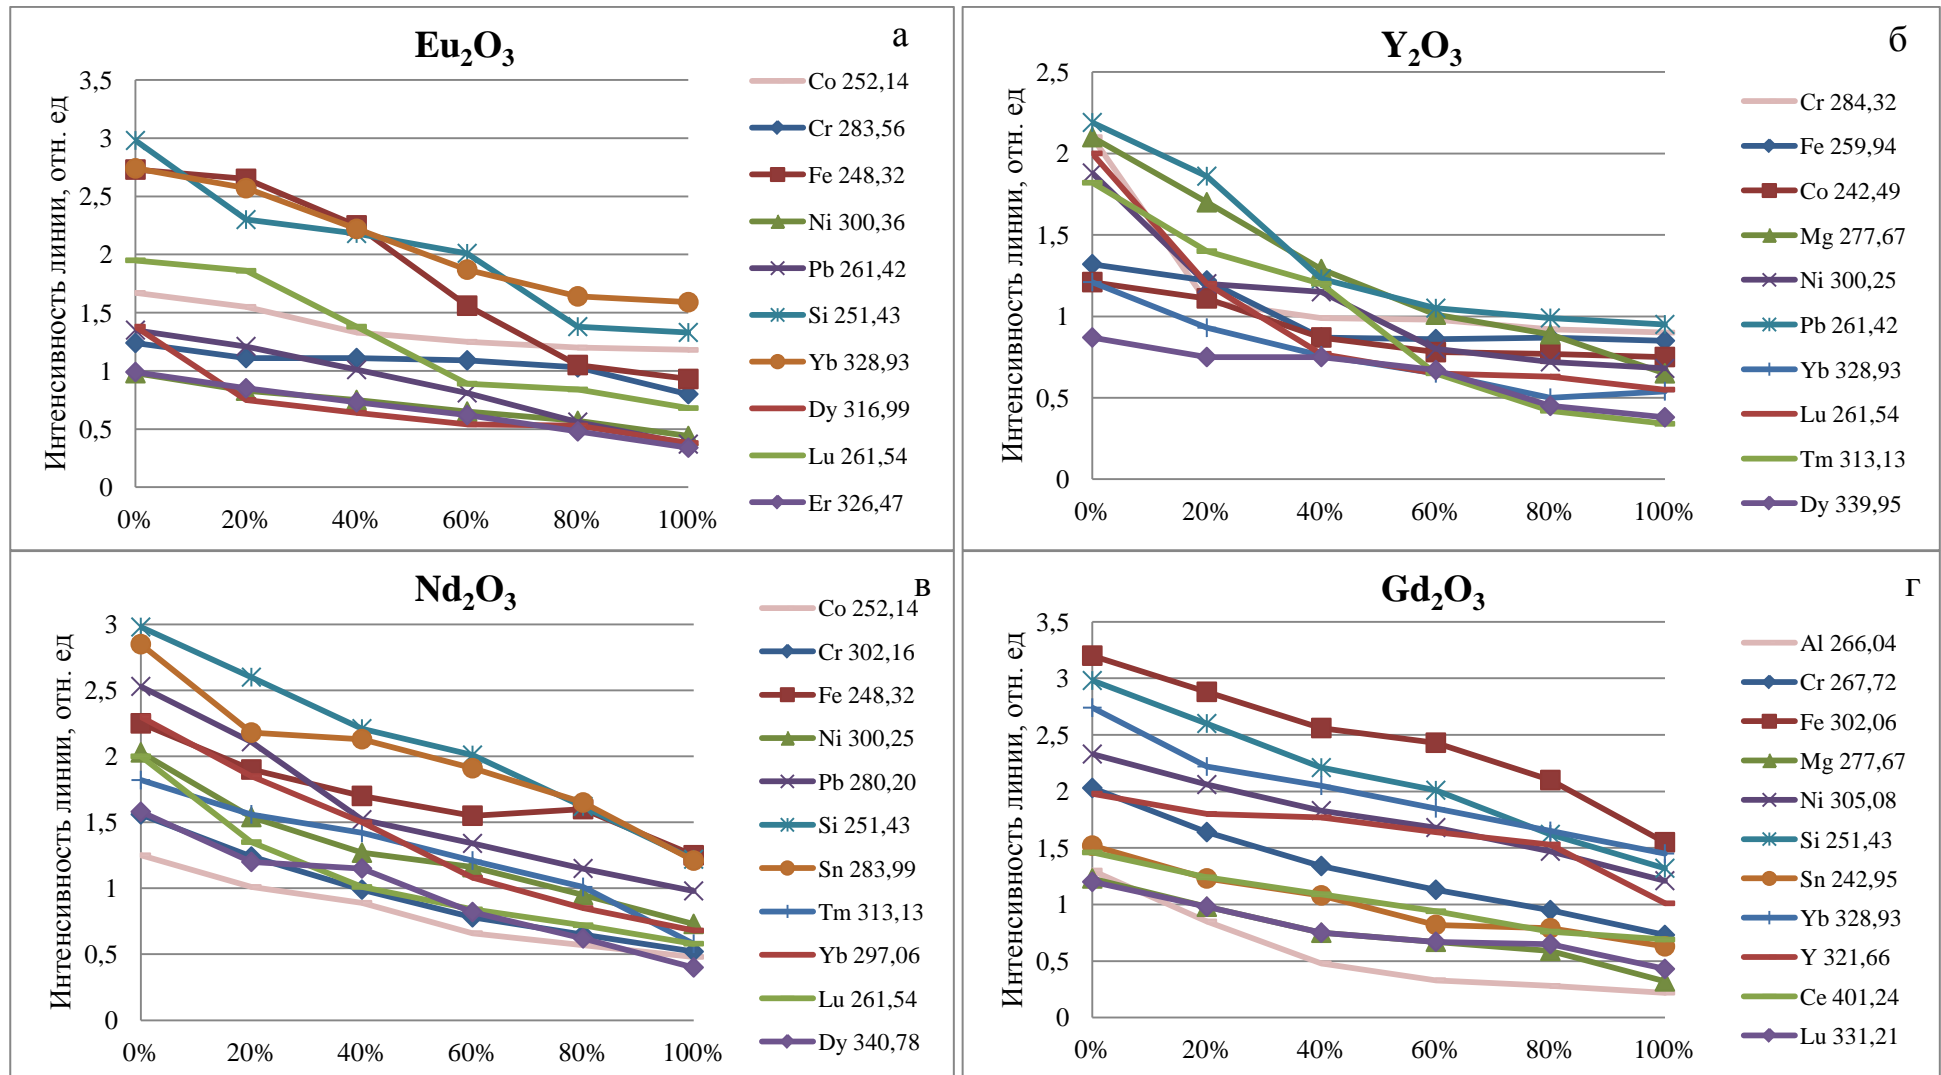 Eu2O3
а
Интенсивность линии, отн. ед
3,5
3
2,5
2
1,5
1
0,5
0
0% 20% 40% 60% 80% 100%
Co 252,14
Cr 283,56
Fe 248,32
Ni 300,36
Pb 261,42
Si 251,43
Yb 328,93
Dy 316,99
Lu 261,54
Er 326,47
Y2O3
б
Интенсивность линии, отн. ед
2,5
2
1,5
1
0,5
0
0% 20% 40% 60% 80% 100%
Cr 284,32
Fe 259,94
Co 242,49
Mg 277,67
Ni 300,25
Pb 261,42
Yb 328,93
Lu 261,54
Tm 313,13
Dy 339,95
Nd2O3
в
Интенсивность линии, отн. ед
3
2,5
2
1,5
1
0,5
0
0% 20% 40% 60% 80% 100%
Co 252,14
Cr 302,16
Fe 248,32
Ni 300,25
Pb 280,20
Si 251,43
Sn 283,99
Tm 313,13
Yb 297,06
Lu 261,54
Dy 340,78
Gd2O3
г
Интенсивность линии, отн. ед
3,5
3
2,5
2
1,5
1
0,5
0
0% 20% 40% 60% 80% 100%
Al 266,04
Cr 267,72
Fe 302,06
Mg 277,67
Ni 305,08
Si 251,43
Sn 242,95
Yb 328,93
Y 321,66
Ce 401,24
Lu 331,21